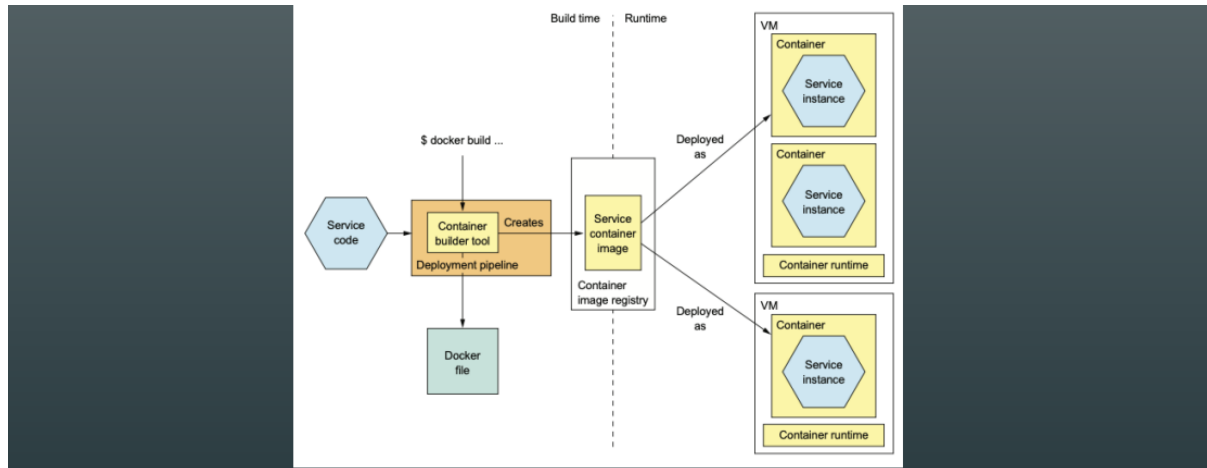 Build time
Runtime
$ docker build ...
Service
code
Container
builder tool
Creates
Deployment pipeline
Docker
file
Service
container
image
Container
image registry
Deployed
as
Deployed
as
VM
Container
Service
instance
Container
Service
instance
Container runtime
VM
Container
Service
instance
Container runtime